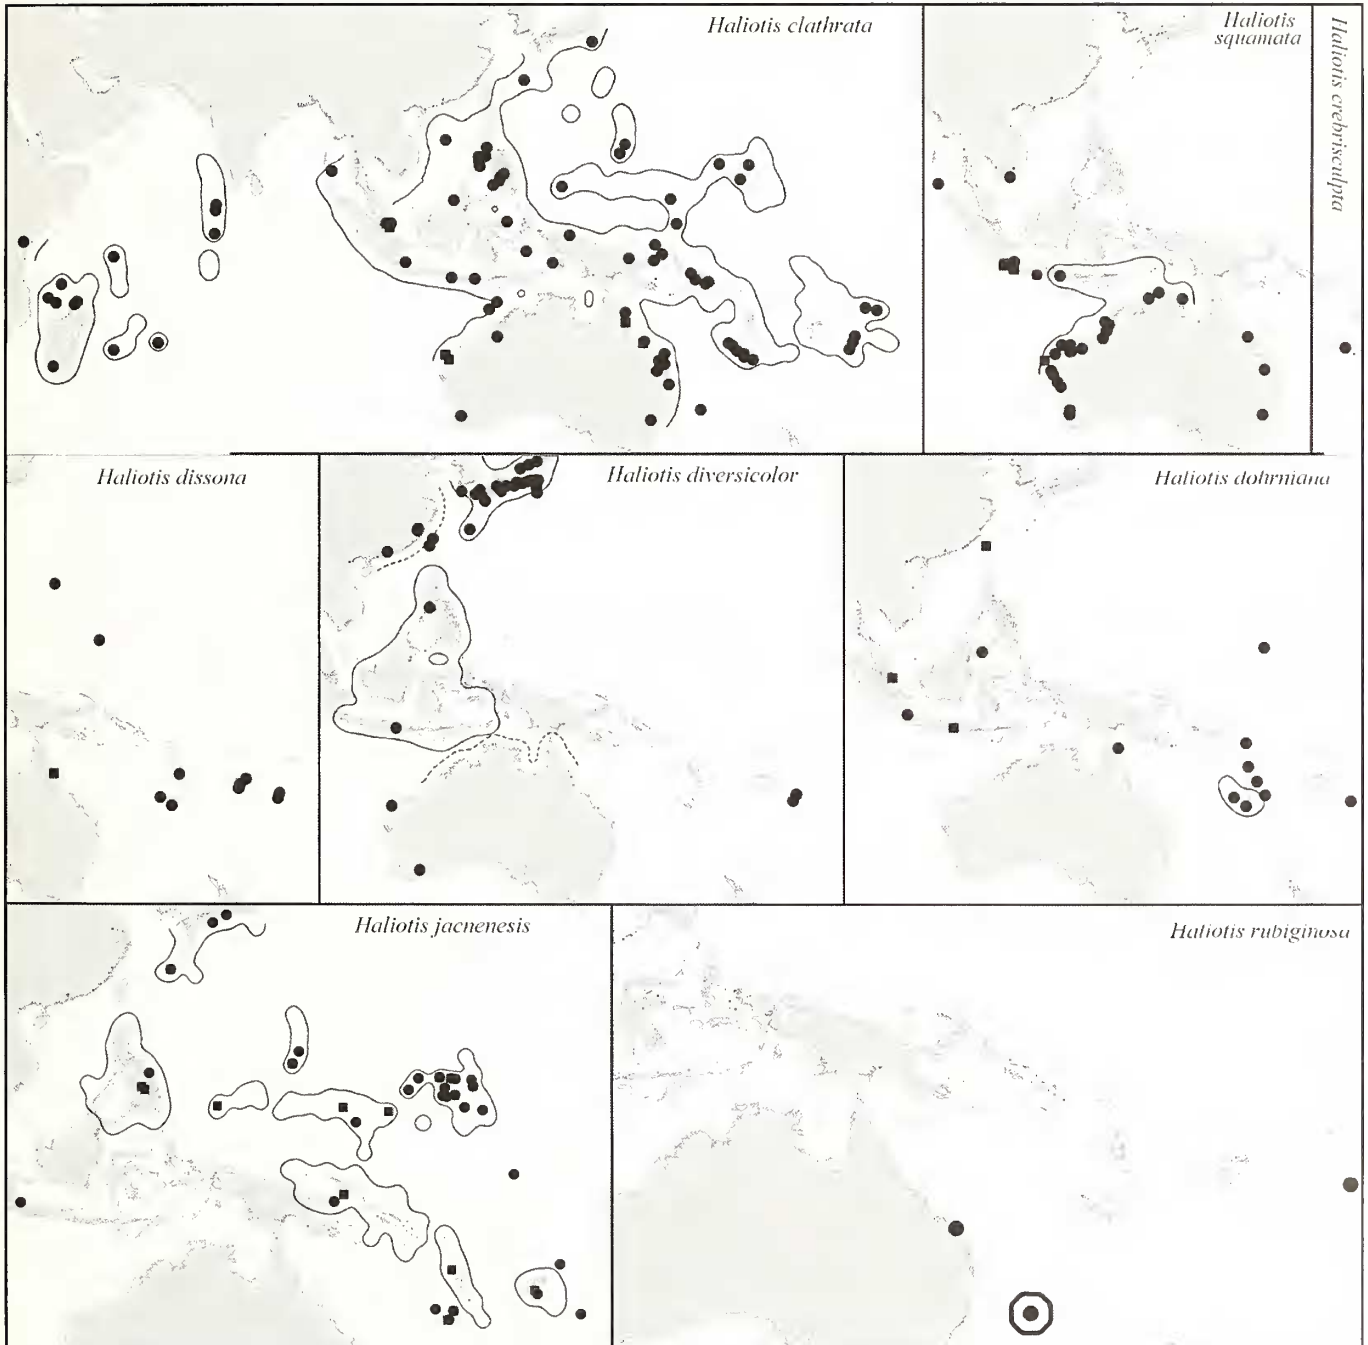 Haliotis clathrata
Haliotis
squamata
Haliotis crebrisculpta
Haliotis dissona
Haliotis diversicolor
Haliotis dohrniana
Haliotis jacnenesis
Haliotis rubiginosa